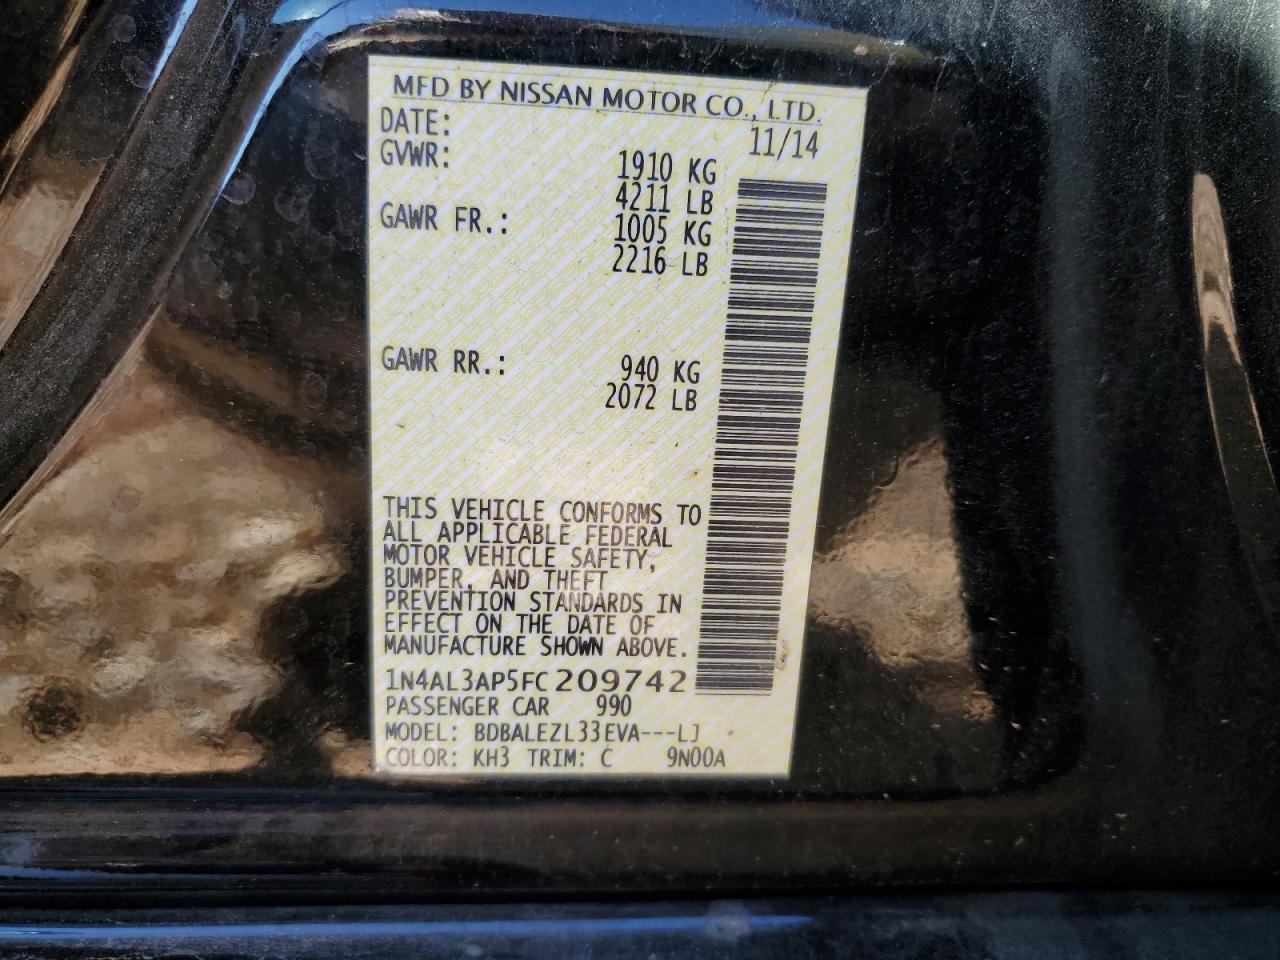 MFD BY NISSAN MOTOR CO., LTD.
DATE: 11/14
GVWR: 1910 KG
4211 LB
GAWR FR.: 1005 KG
2216 LB
GAWR RR.: 940 KG
2072 LB
THIS VEHICLE CONFORMS TO
ALL APPLICABLE FEDERAL
MOTOR VEHICLE SAFETY,
BUMPER, AND THEFT
PREVENTION STANDARDS IN
EFFECT ON THE DATE OF
MANUFACTURE SHOWN ABOVE.
1N4AL3AP5FC209742
PASSENGER CAR 990
MODEL: BDBALEZL33EVA---LJ
COLOR: KH3 TRIM: C 9N00A